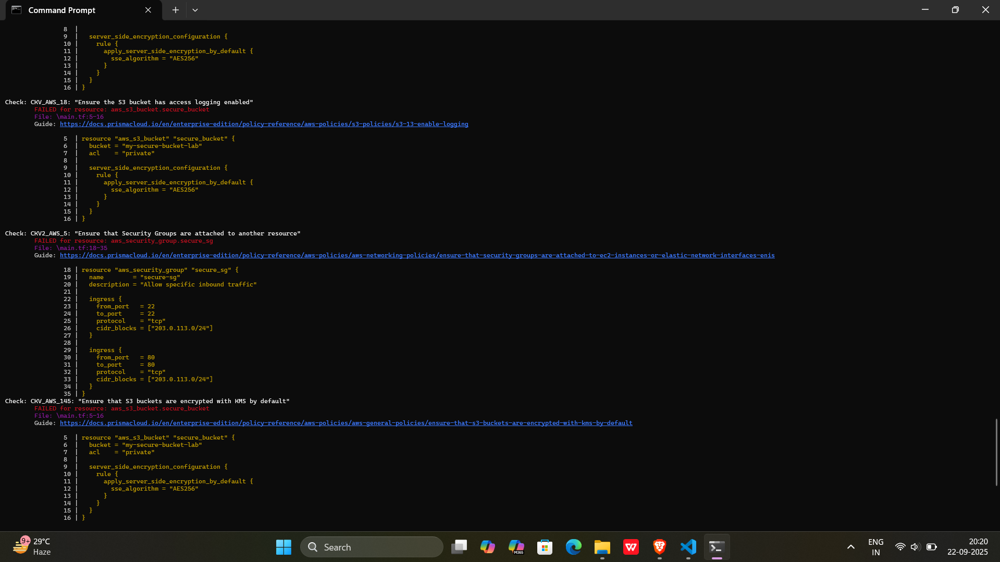 Command Prompt
8 |
9 | server_side_encryption_configuration {
10 | rule {
11 | apply_server_side_encryption_by_default {
12 | sse_algorithm = "AES256"
13 | }
14 | }
15 | }
16 | }
Check: CKV_AWS_18: "Ensure the S3 bucket has access logging enabled"
FAILED for resource: aws_s3_bucket.secure_bucket
File: \main.tf:5-16
Guide: https://docs.prismacloud.io/en/enterprise-edition/policy-reference/aws-policies/s3-policies/s3-13-enable-logging
5 | resource "aws_s3_bucket" "secure_bucket" {
6 | bucket = "my-secure-bucket-lab"
7 | acl    = "private"
8 |
9 | server_side_encryption_configuration {
10 | rule {
11 | apply_server_side_encryption_by_default {
12 | sse_algorithm = "AES256"
13 | }
14 | }
15 | }
16 | }
Check: CKV2_AWS_5: "Ensure that Security Groups are attached to another resource"
FAILED for resource: aws_security_group.secure_sg
File: \main.tf:18-35
Guide: https://docs.prismacloud.io/en/enterprise-edition/policy-reference/aws-policies/aws-networking-policies/ensure-that-security-groups-are-attached-to-ec2-instances-or-elastic-network-interfaces-enis
18 | resource "aws_security_group" "secure_sg" {
19 | name        = "secure-sg"
20 | description = "Allow specific inbound traffic"
21 |
22 | ingress {
23 | from_port   = 22
24 | to_port     = 22
25 | protocol    = "tcp"
26 | cidr_blocks = ["203.0.113.0/24"]
27 | }
28 |
29 | ingress {
30 | from_port   = 80
31 | to_port     = 80
32 | protocol    = "tcp"
33 | cidr_blocks = ["203.0.113.0/24"]
34 | }
35 | }
Check: CKV_AWS_145: "Ensure that S3 buckets are encrypted with KMS by default"
FAILED for resource: aws_s3_bucket.secure_bucket
File: \main.tf:5-16
Guide: https://docs.prismacloud.io/en/enterprise-edition/policy-reference/aws-policies/aws-general-policies/ensure-that-s3-buckets-are-encrypted-with-kms-by-default
5 | resource "aws_s3_bucket" "secure_bucket" {
6 | bucket = "my-secure-bucket-lab"
7 | acl    = "private"
8 |
9 | server_side_encryption_configuration {
10 | rule {
11 | apply_server_side_encryption_by_default {
12 | sse_algorithm = "AES256"
13 | }
14 | }
15 | }
16 | }
9+
29°C
Haze
Search
M365
W
ENG
IN
20:20
22-09-2025